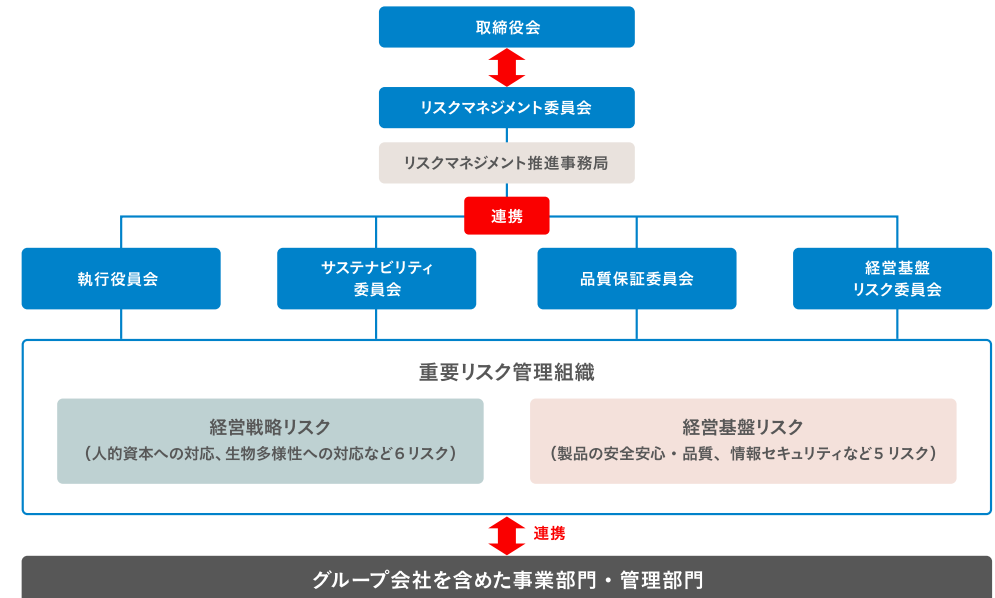 取締役会
リスクマネジメント委員会
リスクマネジメント推進事務局
連携
執行役員会
サステナビリティ
委員会
品質保証委員会
経営基盤
リスク委員会
重要リスク管理組織
経営戦略リスク
（人的資本への対応、生物多様性への対応など６リスク）
経営基盤リスク
（製品の安全安心・品質、情報セキュリティなど５リスク）
連携
グループ会社を含めた事業部門・管理部門